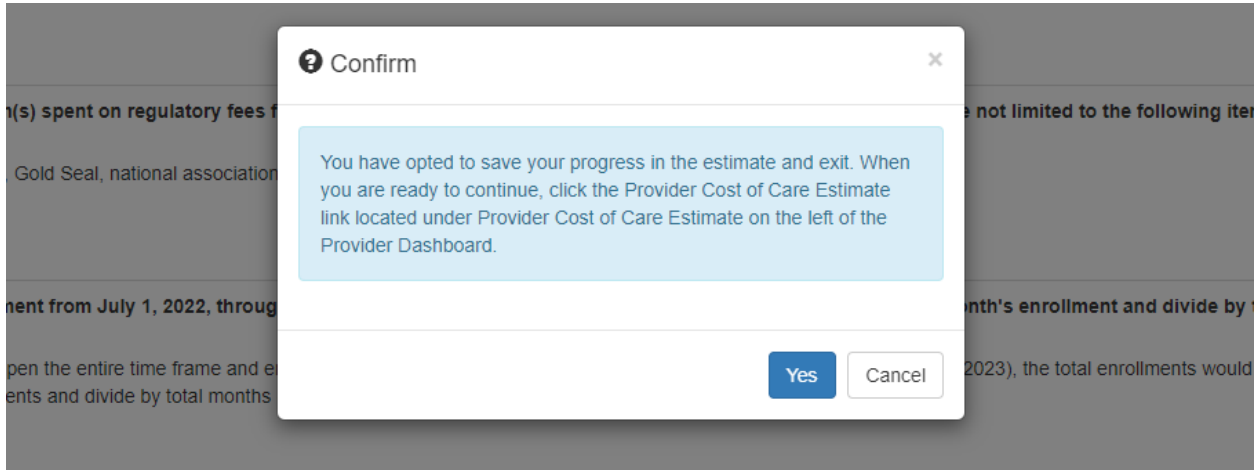 Confirm
×
n(s) spent on regulatory fees f
e not limited to the following iter
, Gold Seal, national association
You have opted to save your progress in the estimate and exit. When
you are ready to continue, click the Provider Cost of Care Estimate
link located under Provider Cost of Care Estimate on the left of the
Provider Dashboard.
ment from July 1, 2022, throug
onth's enrollment and divide by
pen the entire time frame and e
2023), the total enrollments would
ents and divide by total months
Yes
Cancel